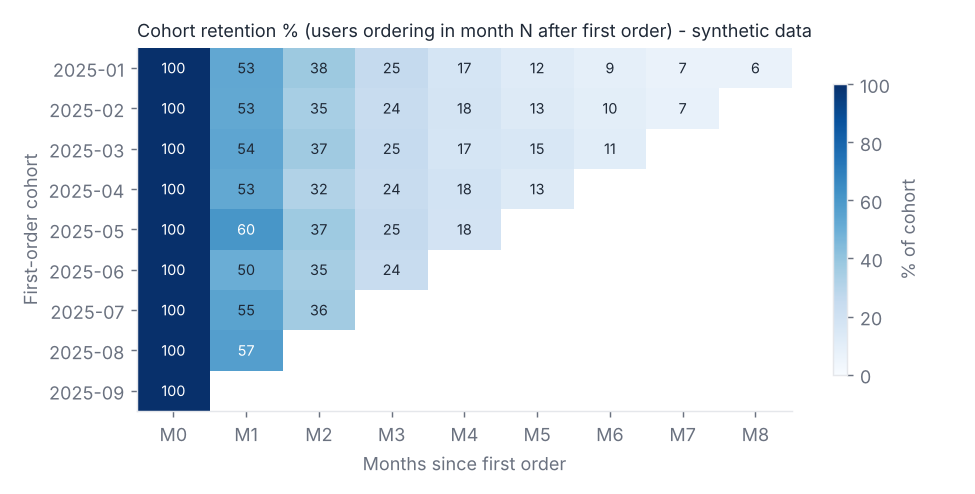 Cohort retention % (users ordering in month N after first order) - synthetic data
First-order cohort
2025-01 100 53 38 25 17 12 9 7 6
2025-02 100 53 35 24 18 13 10 7
2025-03 100 54 37 25 17 15 11
2025-04 100 53 32 24 18 13
2025-05 100 60 37 25 18
2025-06 100 50 35 24
2025-07 100 55 36
2025-08 100 57
2025-09 100
M0 M1 M2 M3 M4 M5 M6 M7 M8
Months since first order
100
80
60
40
20
0
% of cohort